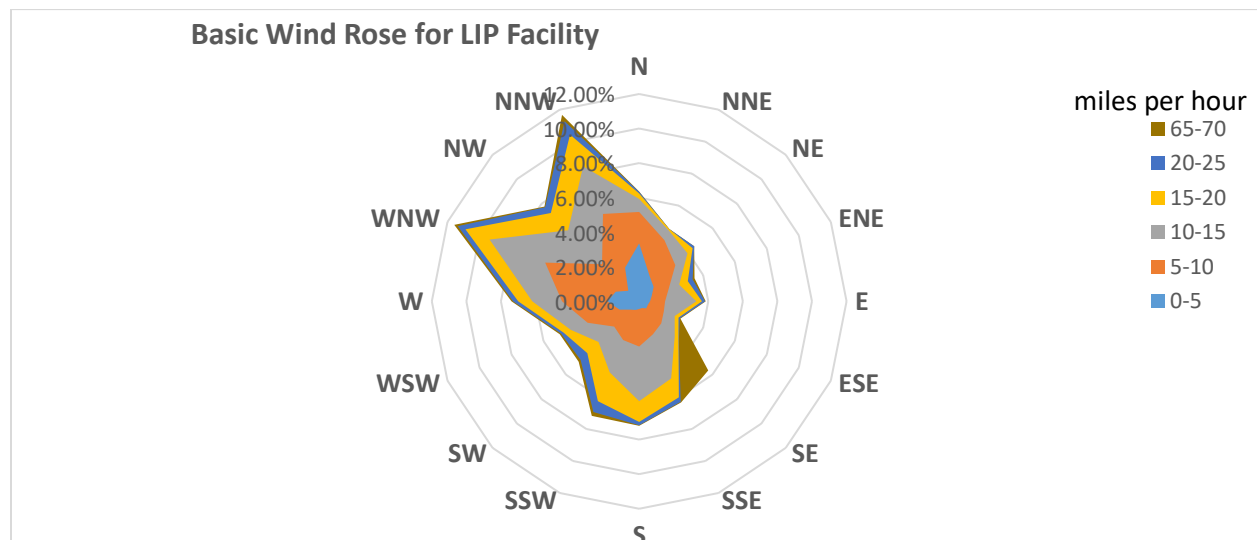 Basic Wind Rose for LIP Facility
N
NNE
NE
ENE
E
ESE
SE
SSE
S
SSW
SW
WSW
W
WNW
NW
NNW
12.00%
10.00%
8.00%
6.00%
4.00%
2.00%
0.00%
miles per hour
65-70
20-25
15-20
10-15
5-10
0-5